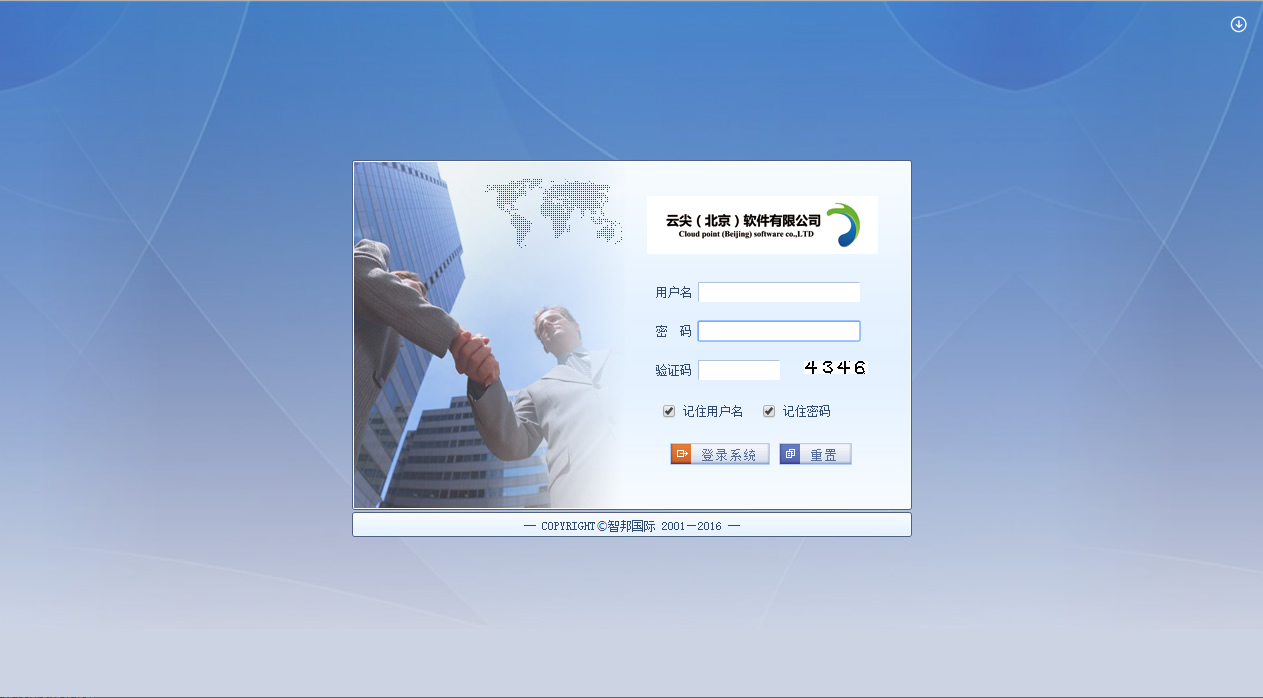 云尖（北京）软件有限公司
Cloud point (Beijing) software co.,LTD
用户名
密 码
验证码 4346
记住用户名 记住密码
登录系统 重置
— COPYRIGHT©智邦国际 2001—2016 —